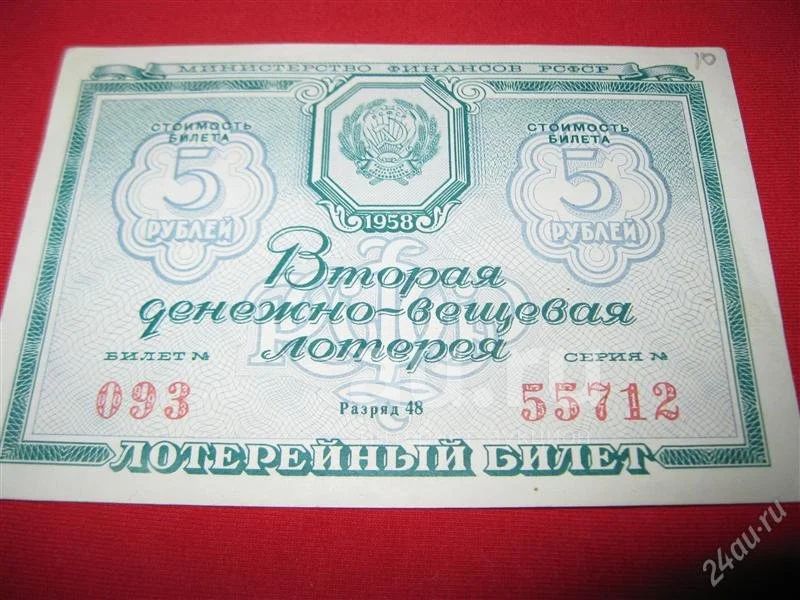 10
МИНИСТЕРСТВО ФИНАНСОВ РСФСР
СТОИМОСТЬ
БИЛЕТА
5
РУБЛЕЙ
1958
СТОИМОСТЬ
БИЛЕТА
5
РУБЛЕЙ
Вторая
денежно-вещевая
лотерея
БИЛЕТ №
093
Разряд 48
СЕРИЯ №
55712
ЛОТЕРЕЙНЫЙ БИЛЕТ
24au.ru